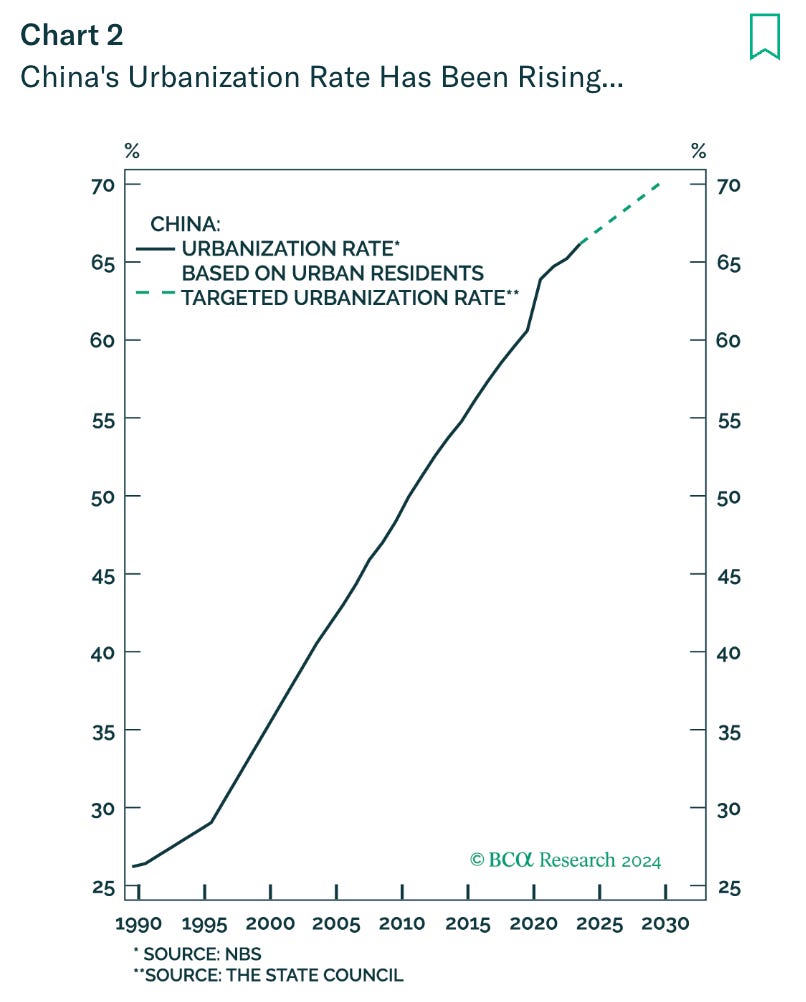 Chart 2
China's Urbanization Rate Has Been Rising...
% %
70 70
CHINA:
URBANIZATION RATE*
65 65
BASED ON URBAN RESIDENTS
TARGETED URBANIZATION RATE**
60 60
55 55
50 50
45 45
40 40
35 35
30 30
© BCα Research 2024
25 25
1990 1995 2000 2005 2010 2015 2020 2025 2030
* SOURCE: NBS
**SOURCE: THE STATE COUNCIL